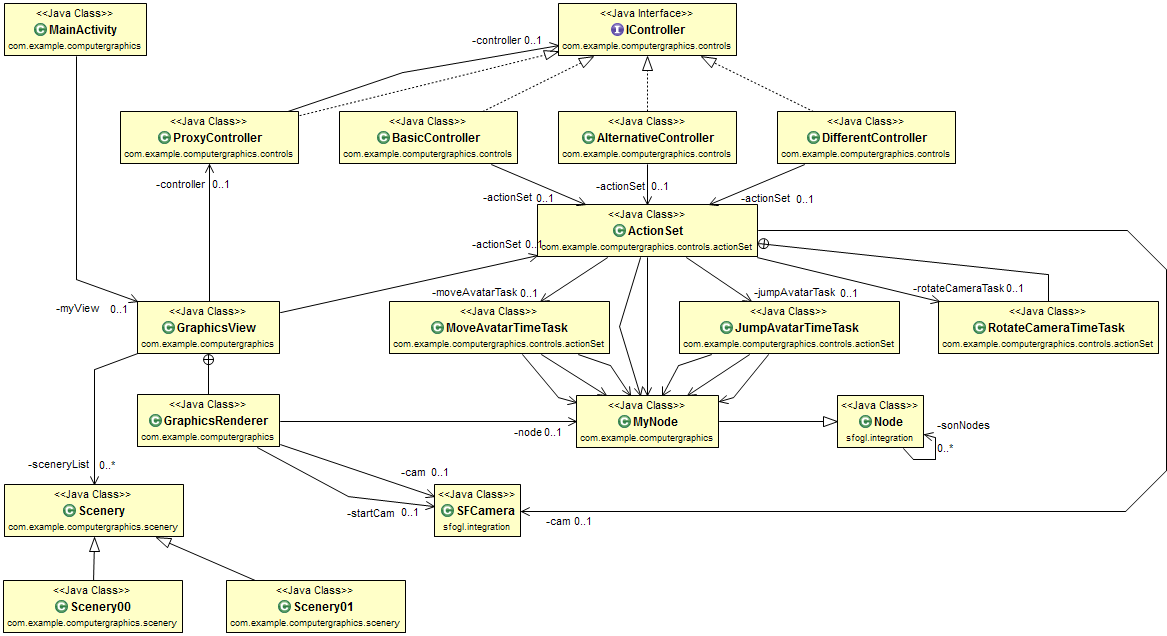 <<Java Class>>
MainActivity
com.example.computergraphics
<<Java Interface>>
IController
com.example.computergraphics.controls
-controller 0..1
<<Java Class>>
ProxyController
com.example.computergraphics.controls
<<Java Class>>
BasicController
com.example.computergraphics.controls
<<Java Class>>
AlternativeController
com.example.computergraphics.controls
<<Java Class>>
DifferentController
com.example.computergraphics.controls
-controller 0..1
-actionSet 0..1
-actionSet 0..1
-actionSet 0..1
<<Java Class>>
ActionSet
com.example.computergraphics.controls.actionSet
-actionSet 0..1
-myView 0..1
-moveAvatarTask 0..1
-jumpAvatarTask 0..1
-rotateCameraTask 0..1
<<Java Class>>
GraphicsView
com.example.computergraphics
<<Java Class>>
MoveAvatarTimeTask
com.example.computergraphics.controls.actionSet
<<Java Class>>
JumpAvatarTimeTask
com.example.computergraphics.controls.actionSet
<<Java Class>>
RotateCameraTimeTask
com.example.computergraphics.controls.actionSet
<<Java Class>>
GraphicsRenderer
com.example.computergraphics
-node 0..1
<<Java Class>>
MyNode
com.example.computergraphics
<<Java Class>>
Node
sfogl.integration
-sonNodes
0..*
-sceneryList 0..*
-cam 0..1
-startCam 0..1
<<Java Class>>
SFCamera
sfogl.integration
-cam 0..1
<<Java Class>>
Scenery
com.example.computergraphics.scenery
<<Java Class>>
Scenery00
com.example.computergraphics.scenery
<<Java Class>>
Scenery01
com.example.computergraphics.scenery